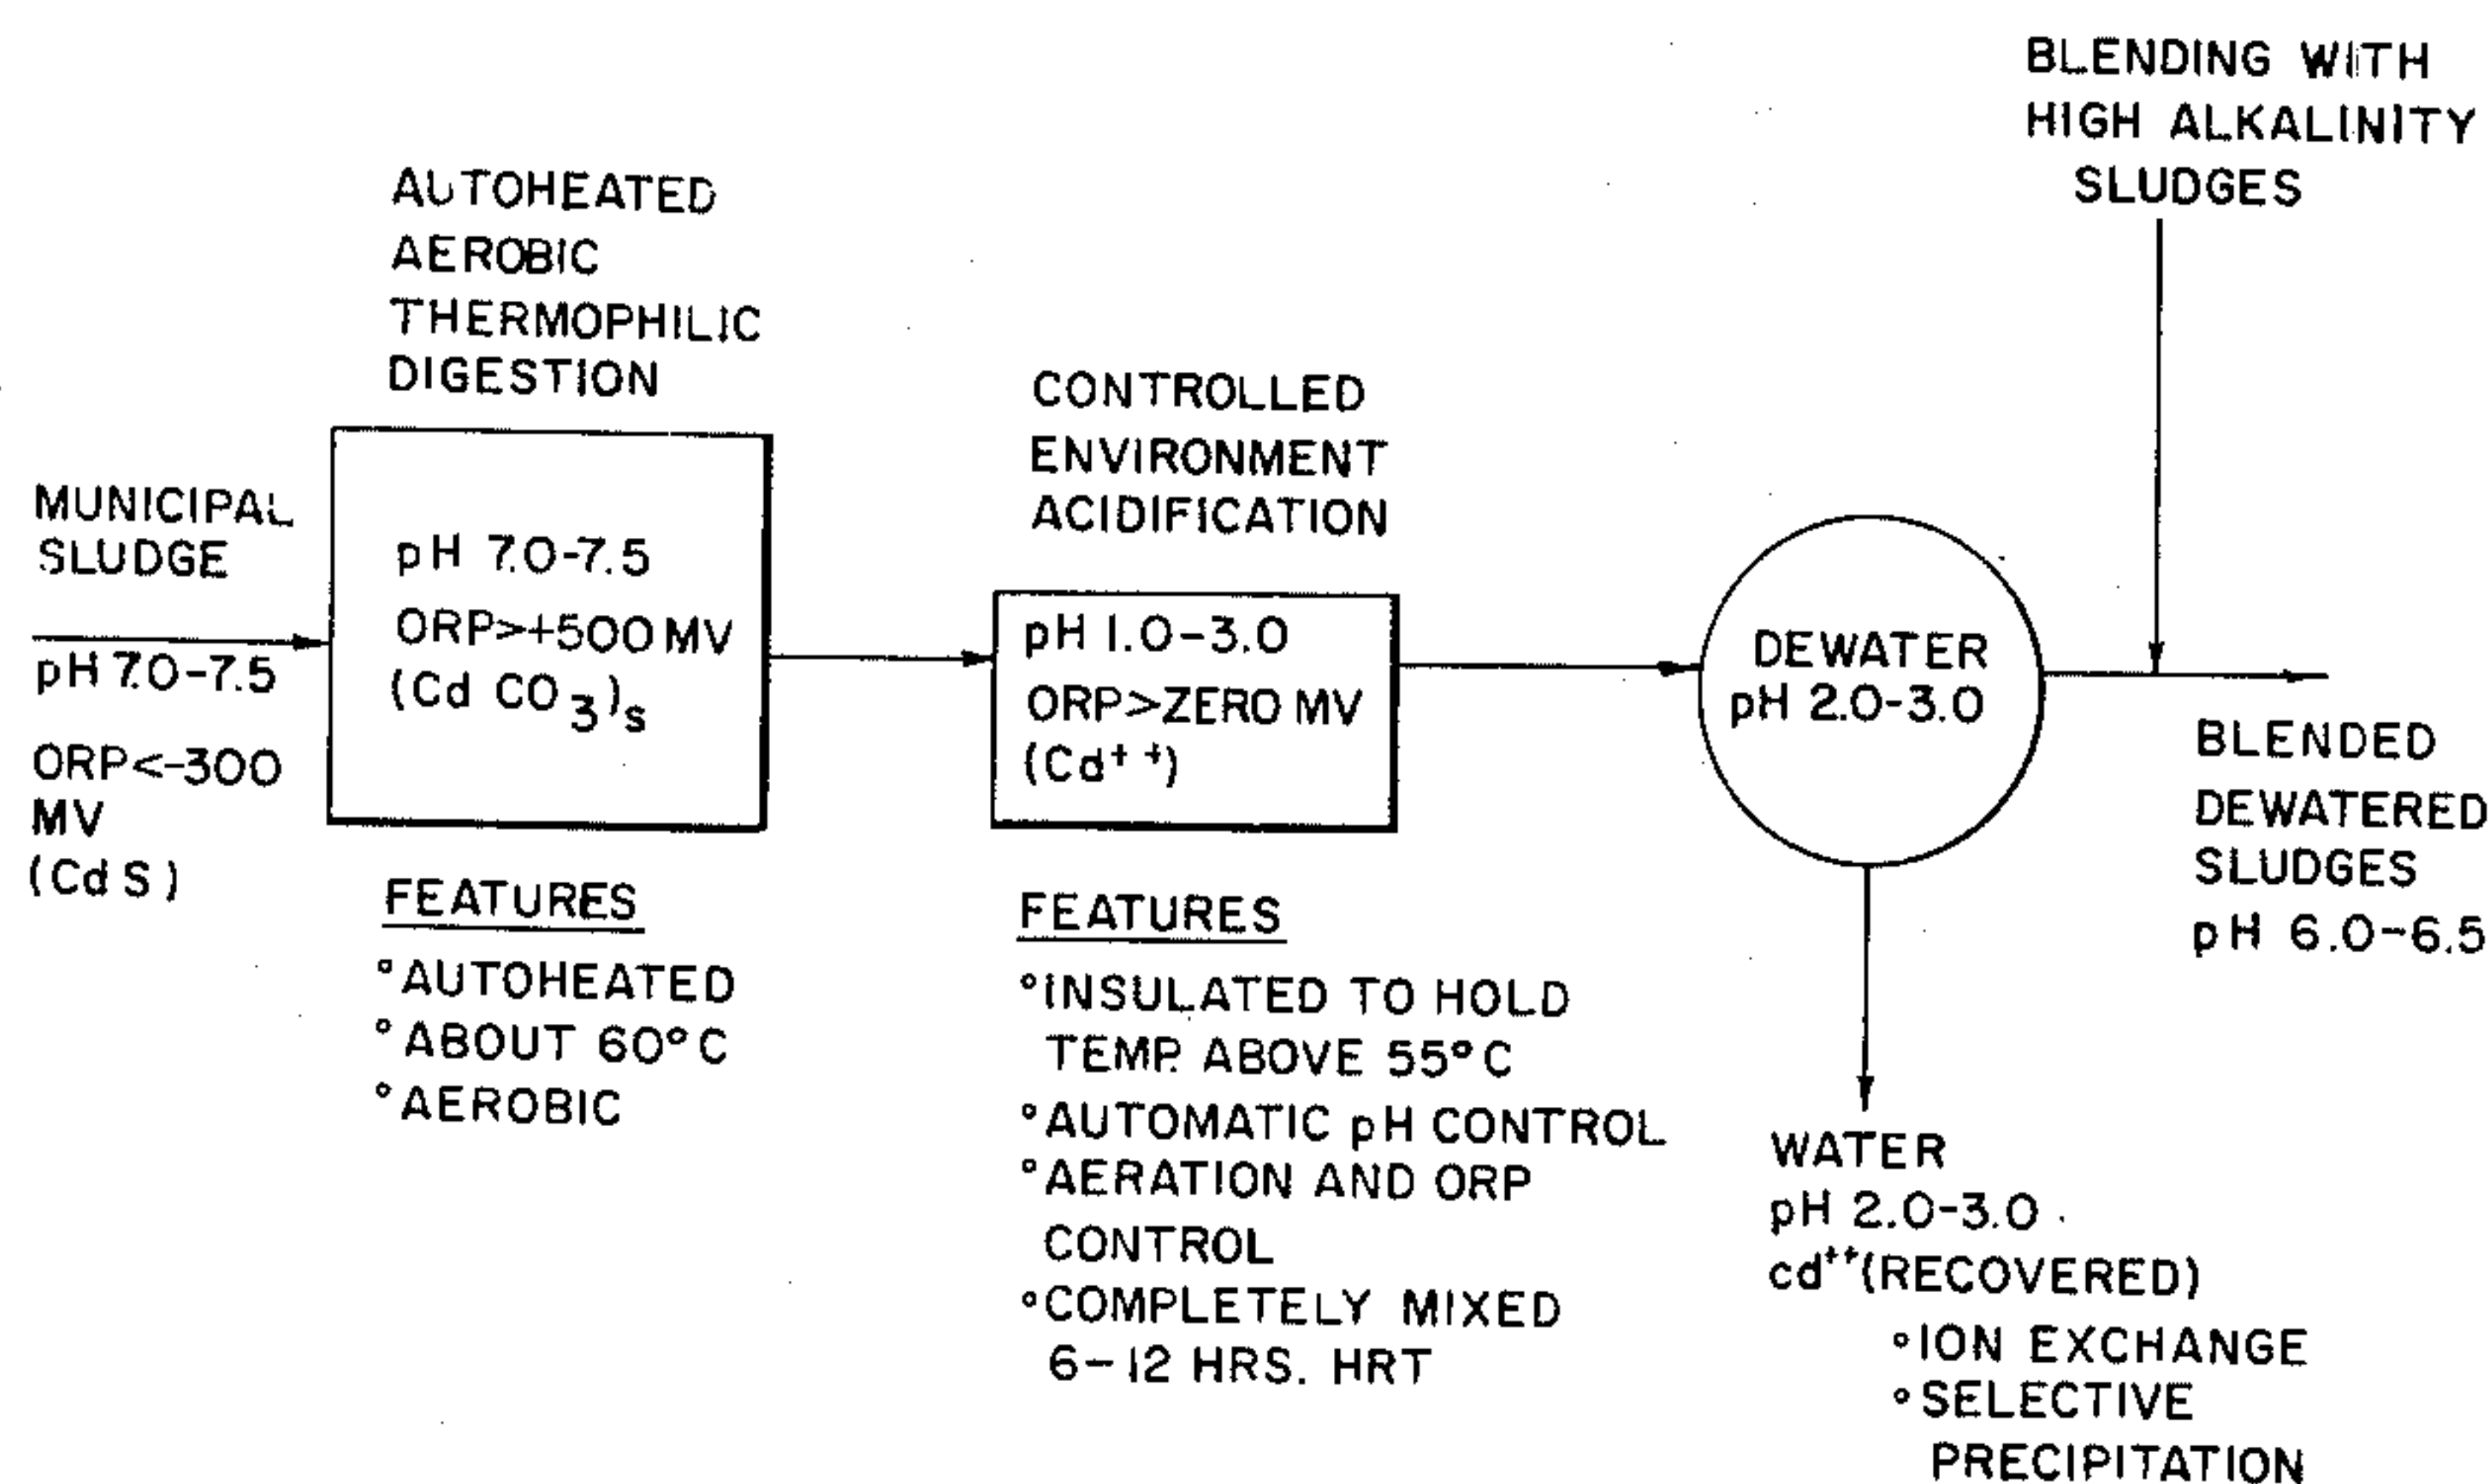 BLENDING WITH
HIGH ALKALINITY
SLUDGES
AUTOHEATED
AEROBIC
THERMOPHILIC
DIGESTION
CONTROLLED
ENVIRONMENT
ACIDIFICATION
MUNICIPAL
SLUDGE
pH 7.0-7.5
ORP<-300
MV
(CdS)
pH 7.0-7.5
ORP>+500 MV
(Cd CO3)s
pH 1.0-3.0
ORP>ZERO MV
(Cd++)
DEWATER
pH 2.0-3.0
BLENDED
DEWATERED
SLUDGES
pH 6.0-6.5
FEATURES
°AUTOHEATED
°ABOUT 60°C
°AEROBIC
FEATURES
°INSULATED TO HOLD
TEMP. ABOVE 55°C
°AUTOMATIC pH CONTROL
°AERATION AND ORP
CONTROL
°COMPLETELY MIXED
6-12 HRS. HRT
WATER
pH 2.0-3.0
cd++(RECOVERED)
°ION EXCHANGE
°SELECTIVE
PRECIPITATION